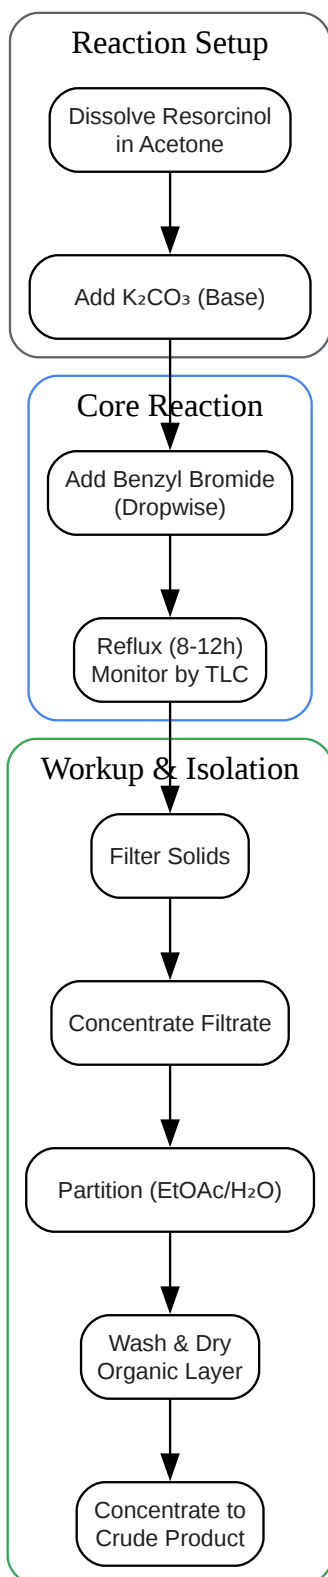 Reaction Setup
Dissolve Resorcinol
in Acetone
Add K₂CO₃ (Base)
Core Reaction
Add Benzyl Bromide
(Dropwise)
Reflux (8-12h)
Monitor by TLC
Workup & Isolation
Filter Solids
Concentrate Filtrate
Partition (EtOAc/H₂O)
Wash & Dry
Organic Layer
Concentrate to
Crude Product